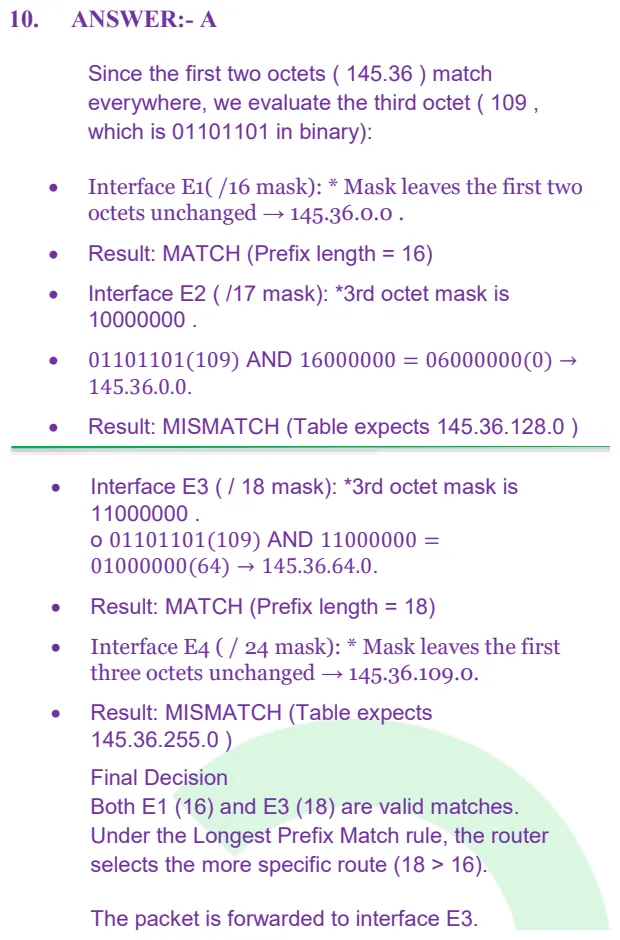 10. ANSWER:- A
Since the first two octets ( 145.36 ) match
everywhere, we evaluate the third octet ( 109 ,
which is 01101101 in binary):
• Interface E1( /16 mask): * Mask leaves the first two
octets unchanged → 145.36.0.0 .
• Result: MATCH (Prefix length = 16)
• Interface E2 ( /17 mask): *3rd octet mask is
10000000 .
• 01101101(109) AND 16000000 = 06000000(0) →
145.36.0.0.
• Result: MISMATCH (Table expects 145.36.128.0 )
• Interface E3 ( / 18 mask): *3rd octet mask is
11000000 .
o 01101101(109) AND 11000000 =
01000000(64) → 145.36.64.0.
• Result: MATCH (Prefix length = 18)
• Interface E4 ( / 24 mask): * Mask leaves the first
three octets unchanged → 145.36.109.0.
• Result: MISMATCH (Table expects
145.36.255.0 )
Final Decision
Both E1 (16) and E3 (18) are valid matches.
Under the Longest Prefix Match rule, the router
selects the more specific route (18 > 16).
The packet is forwarded to interface E3.